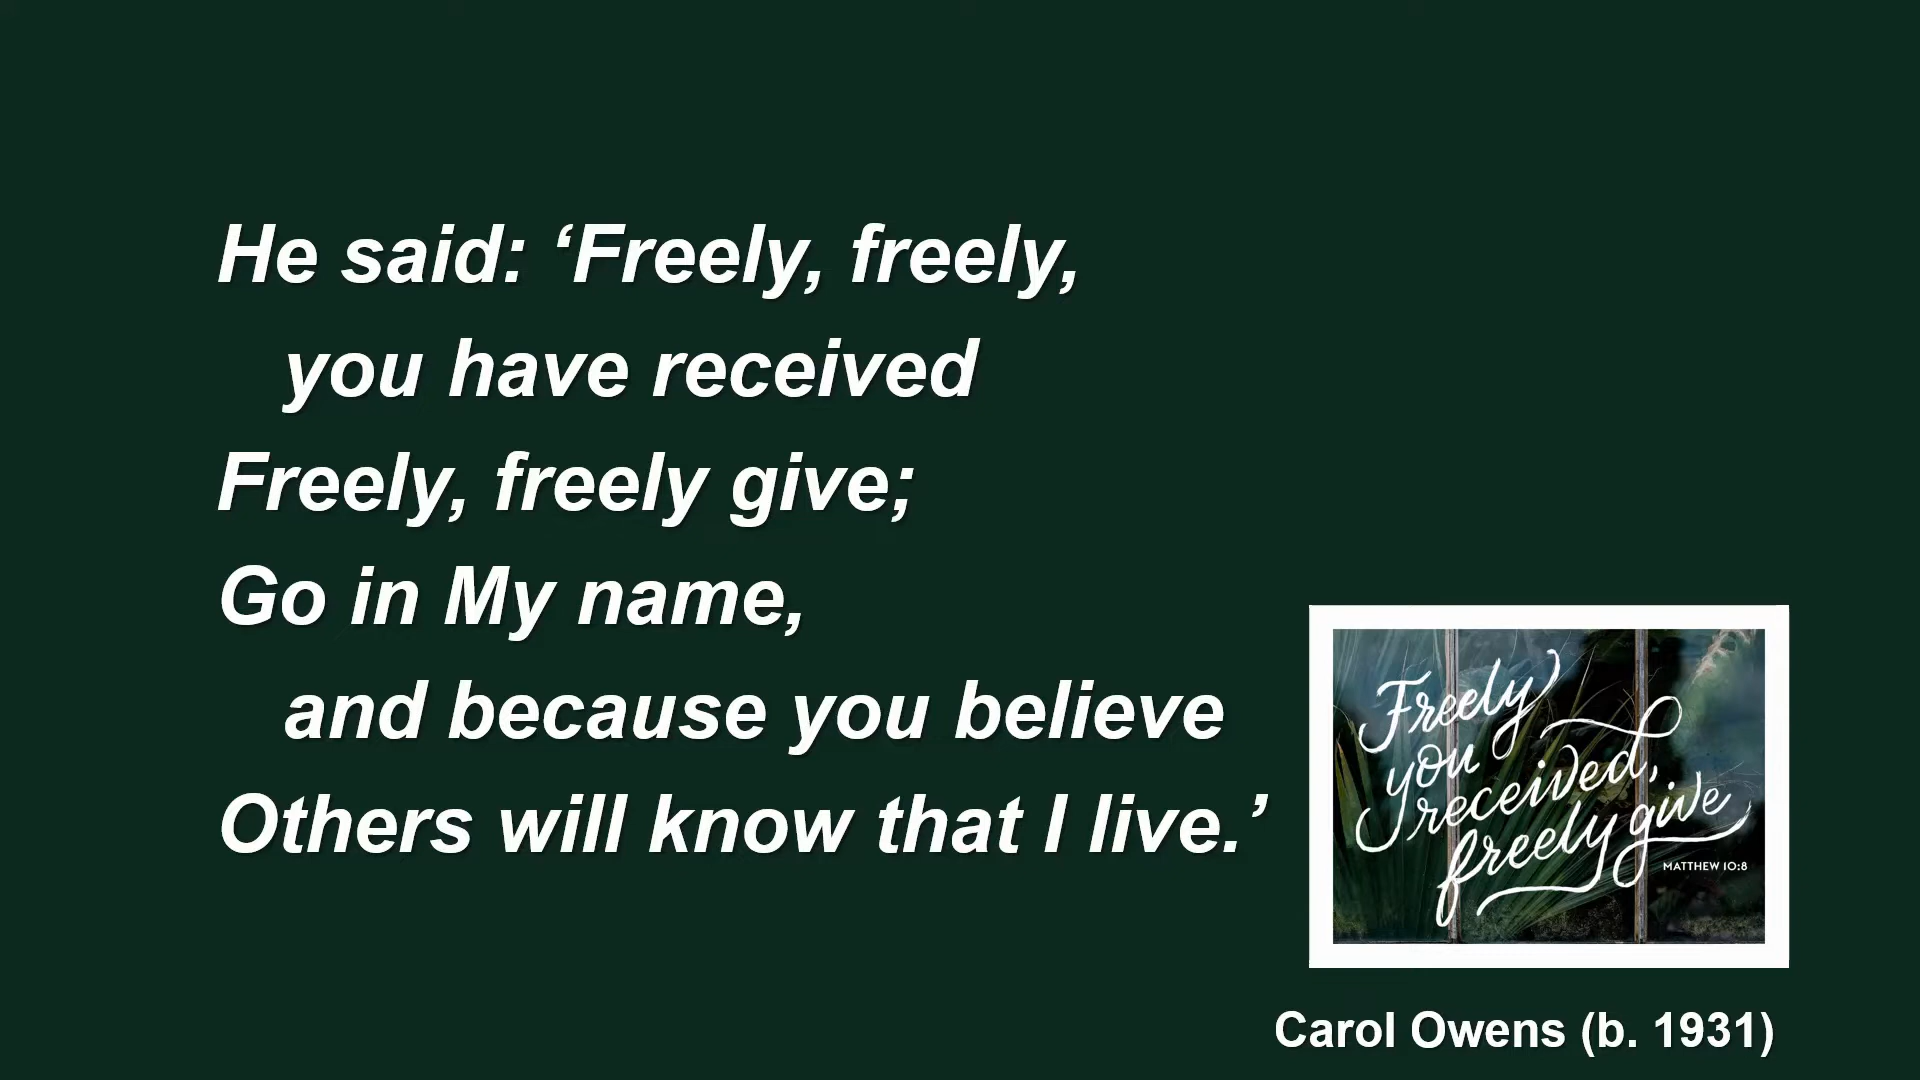 He said: ‘Freely, freely,
you have received
Freely, freely give;
Go in My name,
and because you believe
Others will know that I live.’
Freely
you
received,
freely give
MATTHEW 10:8
Carol Owens (b. 1931)